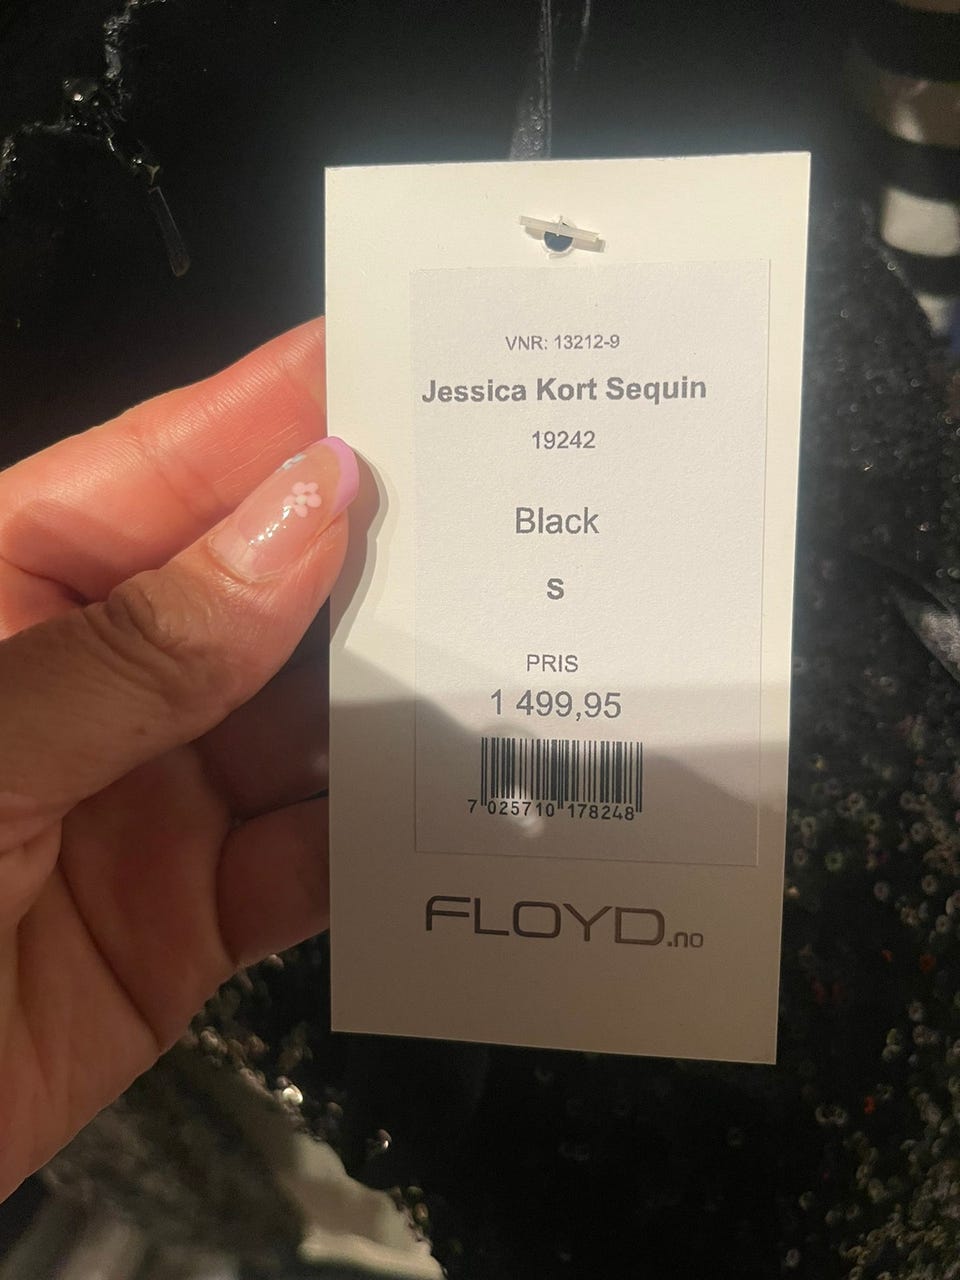 VNR: 13212-9
Jessica Kort Sequin
19242
Black
S
PRIS
1 499,95
7 025710 178248
FLOYD.no